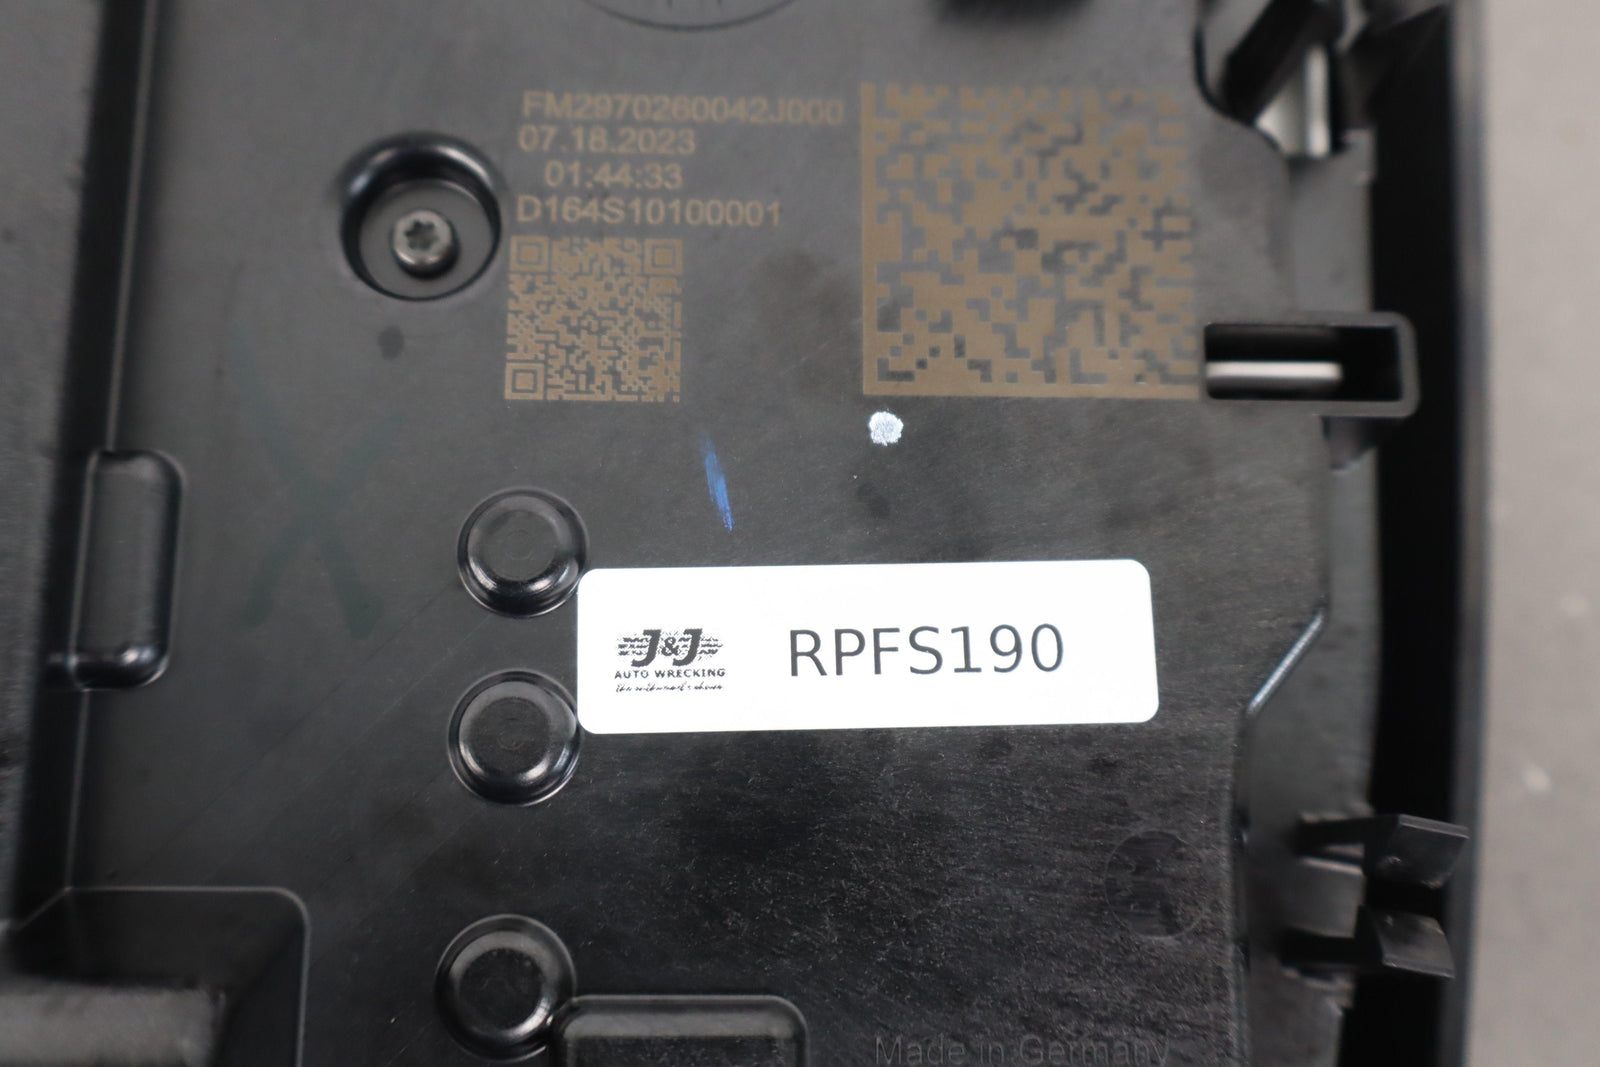 FM2970260042J000
07.18.2023
01:44:33
D164S10100001
J&J
AUTO WRECKING
RPFS190
Made in Germany